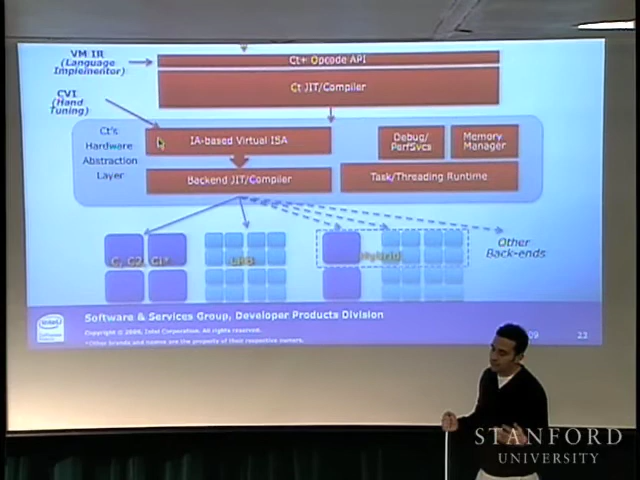 VM IR
(Language
Implementor)
Ct+ Opcode API
Ct JIT/Compiler
CVI
(Hand
Tuning)
Ct's
Hardware
Abstraction
Layer
IA-based Virtual ISA
Debug/
PerfSvcs
Memory
Manager
Backend JIT/Compiler
Task/Threading Runtime
LRB
Hybrid
Other
Back-ends
Software & Services Group, Developer Products Division
Copyright © 2009, Intel Corporation. All rights reserved.
*Other brands and names are the property of their respective owners.
09
23
STANFORD
UNIVERSITY